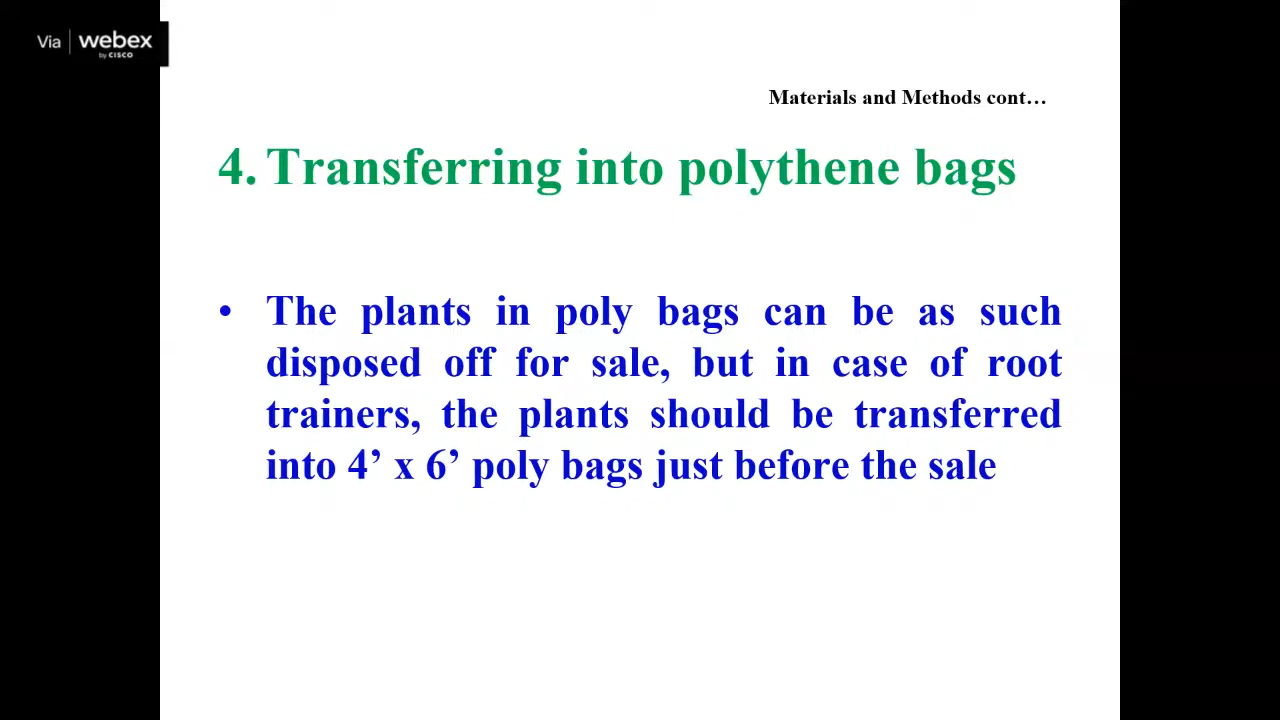 Via webex
by CISCO
Materials and Methods cont…
4. Transferring into polythene bags
• The plants in poly bags can be as such
disposed off for sale, but in case of root
trainers, the plants should be transferred
into 4’ x 6’ poly bags just before the sale